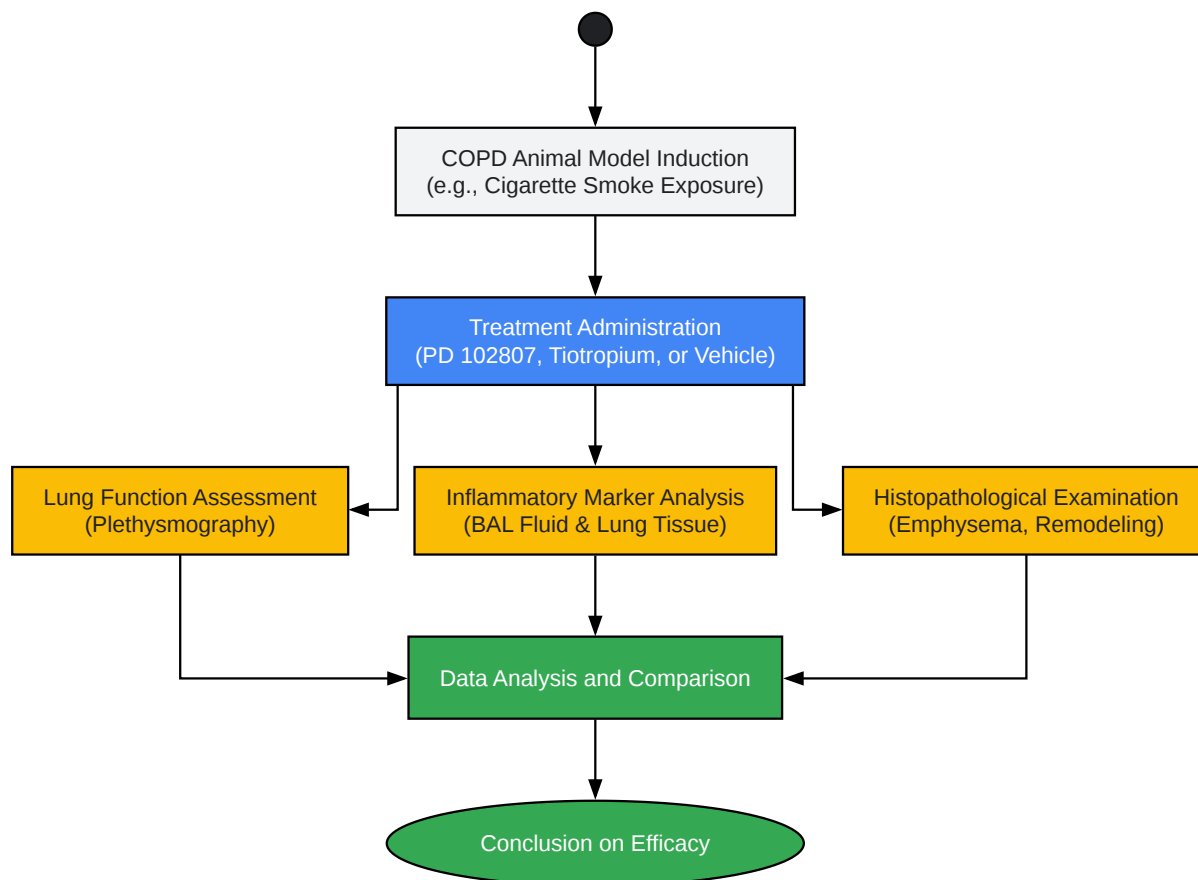 COPD Animal Model Induction
(e.g., Cigarette Smoke Exposure)
Treatment Administration
(PD 102807, Tiotropium, or Vehicle)
Lung Function Assessment
(Plethysmography)
Inflammatory Marker Analysis
(BAL Fluid & Lung Tissue)
Histopathological Examination
(Emphysema, Remodeling)
Data Analysis and Comparison
Conclusion on Efficacy